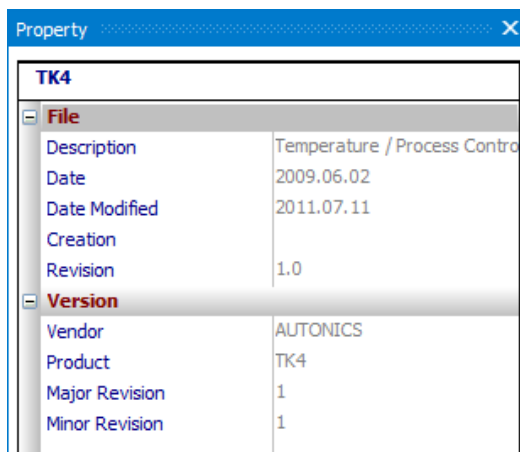 Property
TK4
File
Description Temperature / Process Contro
Date 2009.06.02
Date Modified 2011.07.11
Creation
Revision 1.0
Version
Vendor AUTONICS
Product TK4
Major Revision 1
Minor Revision 1